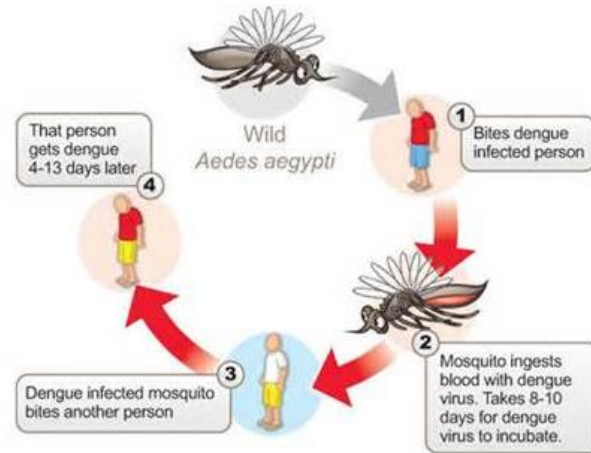 Wild
Aedes aegypti
1
Bites dengue
infected person
2
Mosquito ingests
blood with dengue
virus. Takes 8-10
days for dengue
virus to incubate.
3
Dengue infected mosquito
bites another person
4
That person
gets dengue
4-13 days later